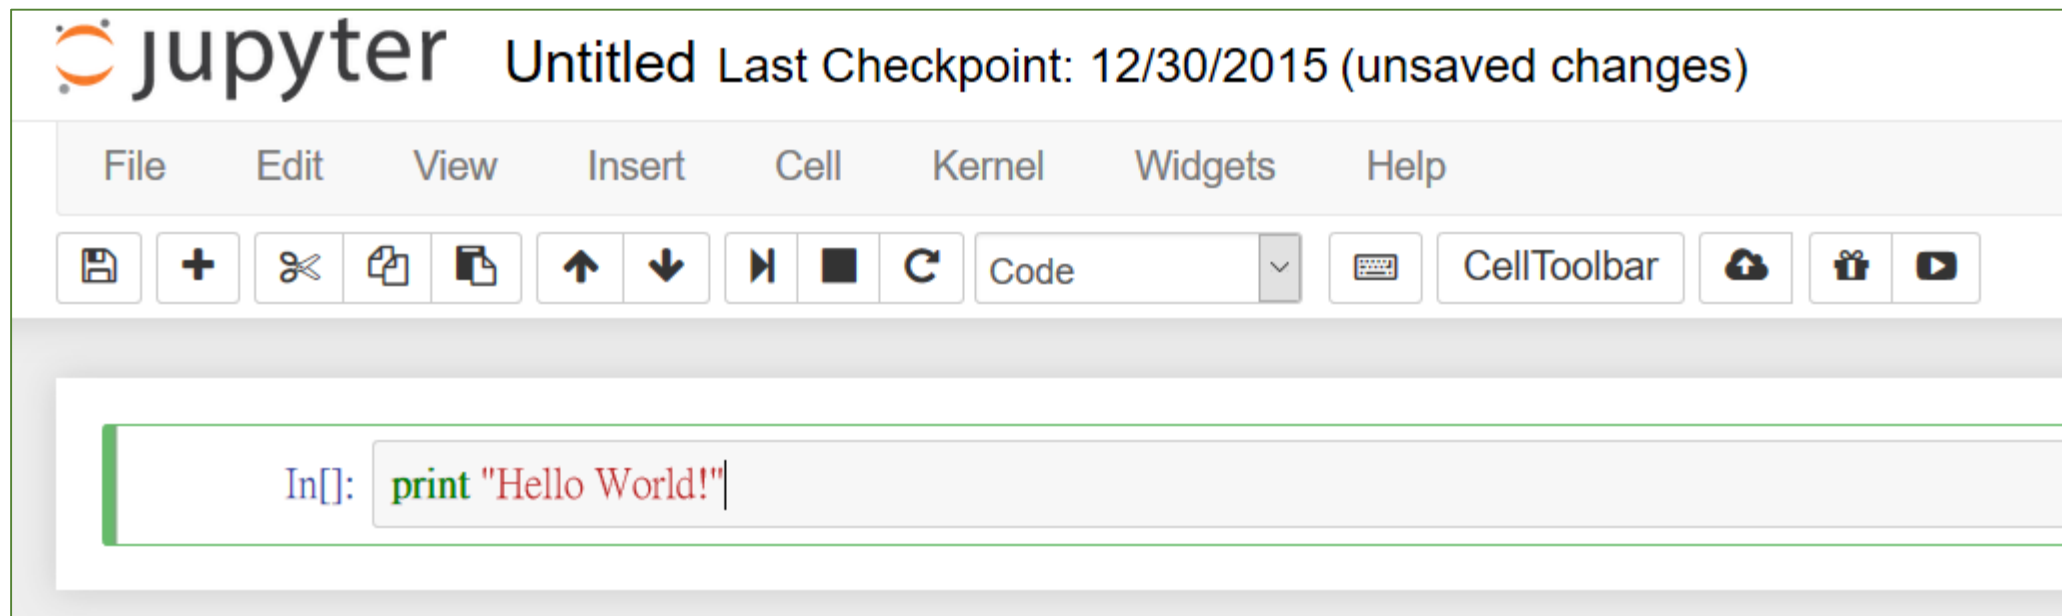 jupyter Untitled Last Checkpoint: 12/30/2015 (unsaved changes)
File Edit View Insert Cell Kernel Widgets Help
Code CellToolbar
In[]: print "Hello World!"